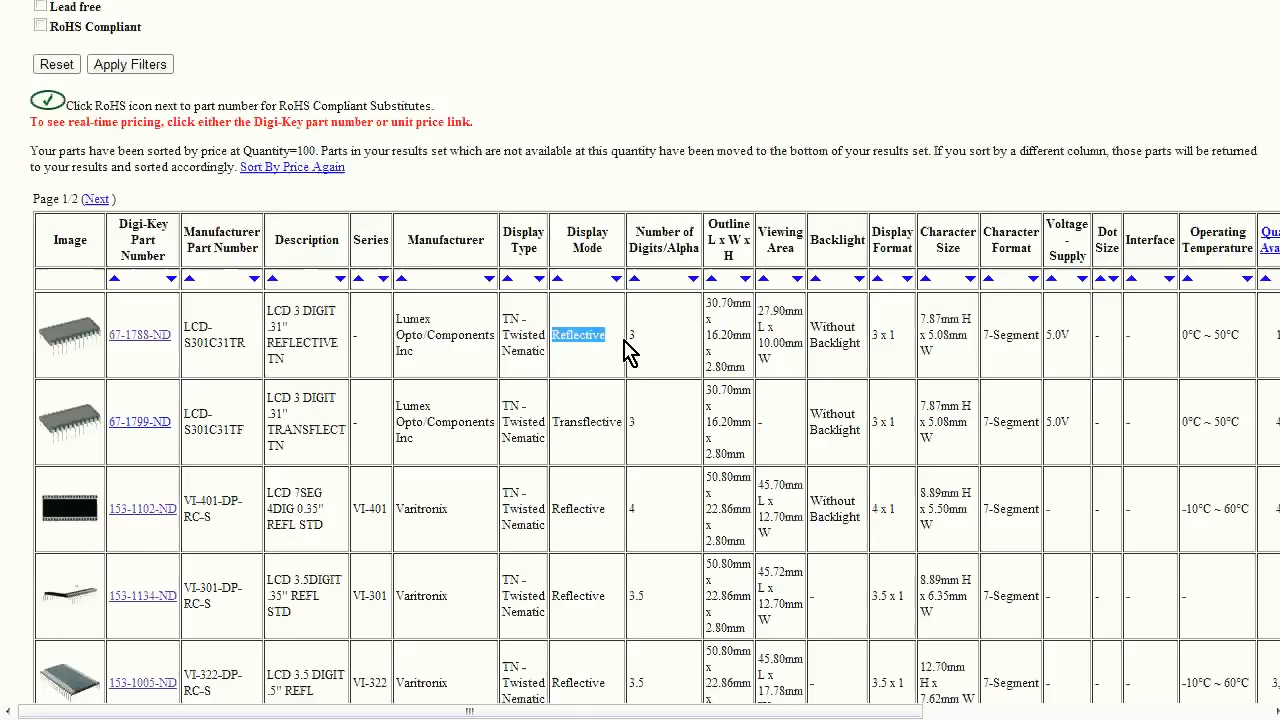 Lead free
RoHS Compliant
Reset Apply Filters
Click RoHS icon next to part number for RoHS Compliant Substitutes.
To see real-time pricing, click either the Digi-Key part number or unit price link.
Your parts have been sorted by price at Quantity=100. Parts in your results set which are not available at this quantity have been moved to the bottom of your results set. If you sort by a different column, those parts will be returned
to your results and sorted accordingly. Sort By Price Again
Page 1/2 (Next )
Image
Digi-Key
Part
Number
Manufacturer
Part Number
Description
Series
Manufacturer
Display
Type
Display
Mode
Number of
Digits/Alpha
Outline
L x W x
H
Viewing
Area
Backlight
Display
Format
Character
Size
Character
Format
Voltage
-
Supply
Dot
Size
Interface
Operating
Temperature
67-1788-ND
LCD-
S301C31TR
LCD 3 DIGIT
.31"
REFLECTIVE
TN
-
Lumex
Opto/Components
Inc
TN -
Twisted
Nematic
Reflective
3
30.70mm
x
16.20mm
x
2.80mm
27.90mm
L x
10.00mm
W
Without
Backlight
3 x 1
7.87mm H
x 5.08mm
W
7-Segment
5.0V
-
-
0°C ~ 50°C
67-1799-ND
LCD-
S301C31TF
LCD 3 DIGIT
.31"
TRANSFLECT
TN
-
Lumex
Opto/Components
Inc
TN -
Twisted
Nematic
Transflective
3
30.70mm
x
16.20mm
x
2.80mm
-
Without
Backlight
3 x 1
7.87mm H
x 5.08mm
W
7-Segment
5.0V
-
-
0°C ~ 50°C
153-1102-ND
VI-401-DP-
RC-S
LCD 7SEG
4DIG 0.35"
REFL STD
VI-401
Varitronix
TN -
Twisted
Nematic
Reflective
4
50.80mm
x
22.86mm
x
2.80mm
45.70mm
L x
12.70mm
W
Without
Backlight
4 x 1
8.89mm H
x 5.50mm
W
7-Segment
-
-
-
-10°C ~ 60°C
153-1134-ND
VI-301-DP-
RC-S
LCD 3.5DIGIT
.35" REFL
STD
VI-301
Varitronix
TN -
Twisted
Nematic
Reflective
3.5
50.80mm
x
22.86mm
x
2.80mm
45.72mm
L x
12.70mm
W
-
3.5 x 1
8.89mm H
x 6.35mm
W
7-Segment
-
-
-
-
153-1005-ND
VI-322-DP-
RC-S
LCD 3.5 DIGIT
.5" REFL
VI-322
Varitronix
TN -
Twisted
Nematic
Reflective
3.5
50.80mm
x
22.86mm
x
45.80mm
L x
17.78mm
-
3.5 x 1
12.70mm
H x
7.62mm W
7-Segment
-
-
-
-10°C ~ 60°C